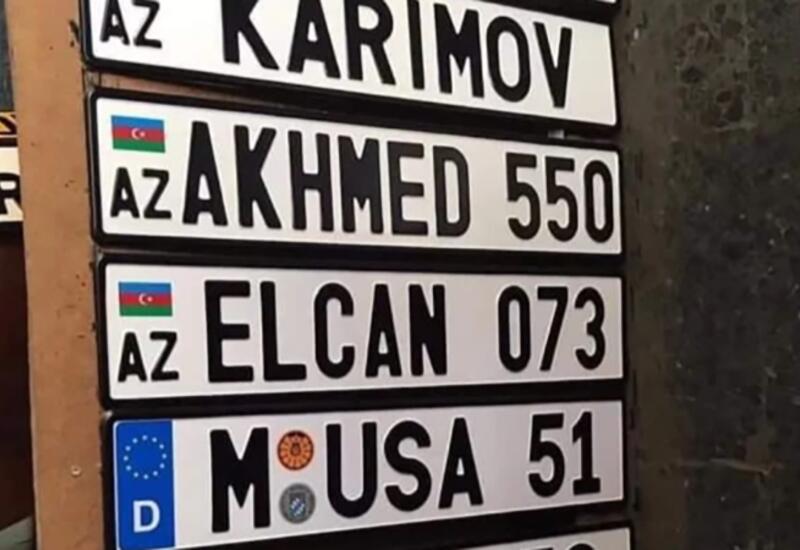 AZ KARIMOV
AZ AKHMED 550
AZ ELCAN 073
D M USA 51